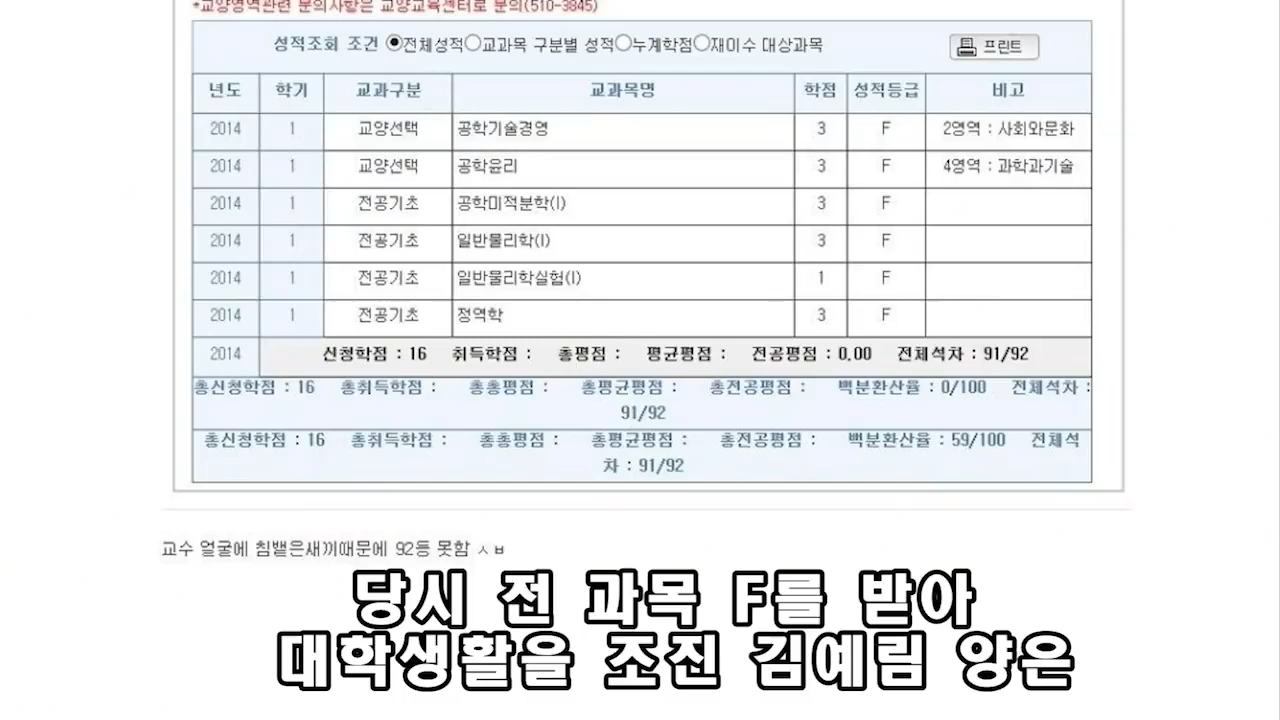 *교양영역관련 문의사항은 교양교육센터로 문의(510-3845)
성적조회 조건 전체성적 교과목 구분별 성적 누계학점 재이수 대상과목 프린트
년도 학기 교과구분 교과목명 학점 성적등급 비고
2014 1 교양선택 공학기술경영 3 F 2영역 : 사회와문화
2014 1 교양선택 공학윤리 3 F 4영역 : 과학과기술
2014 1 전공기초 공학미적분학(I) 3 F
2014 1 전공기초 일반물리학(I) 3 F
2014 1 전공기초 일반물리학실험(I) 1 F
2014 1 전공기초 정역학 3 F
2014 신청학점 : 16 취득학점 : 총평점 : 평균평점 : 전공평점 : 0.00 전체석차 : 91/92
총신청학점 : 16 총취득학점 : 총총평점 : 총평균평점 : 총전공평점 : 백분환산율 : 0/100 전체석차 :
91/92
총신청학점 : 16 총취득학점 : 총총평점 : 총평균평점 : 총전공평점 : 백분환산율 : 59/100 전체석
차 : 91/92
교수 얼굴에 침뱉은새끼때문에 92등 못함 ㅅㅂ
당시 전 과목 F를 받아
대학생활을 조진 김예림 양은